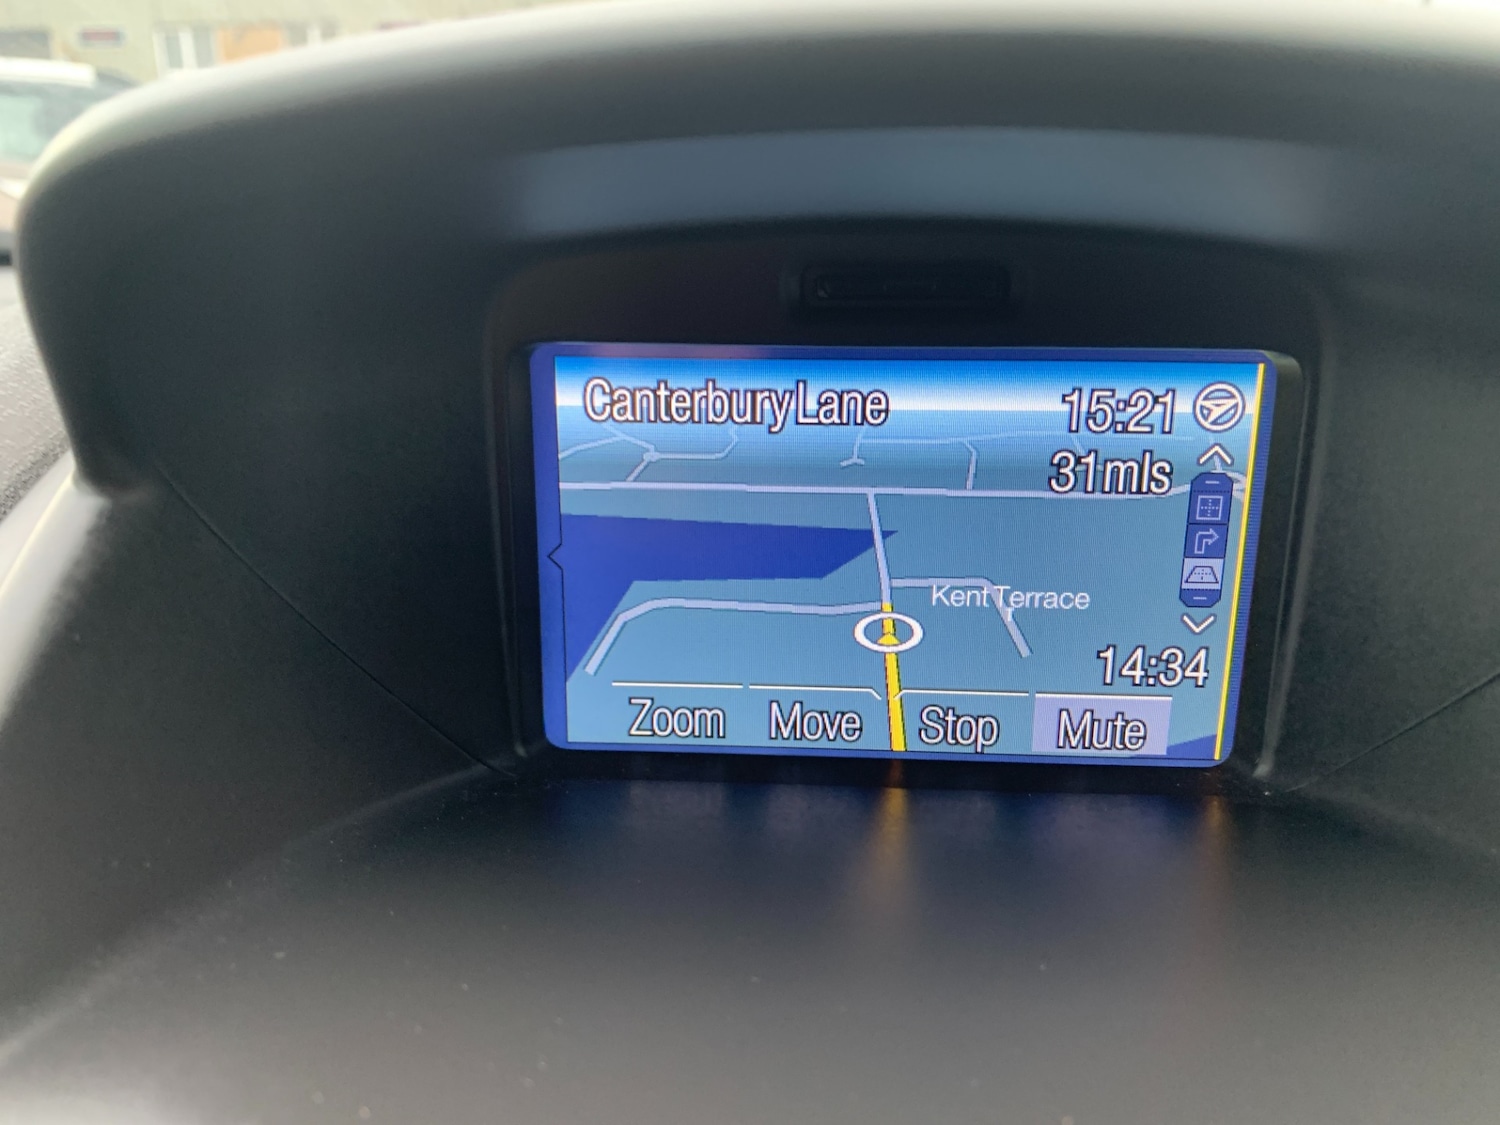 Canterbury Lane
15:21
31mls
Kent Terrace
14:34
Zoom
Move
Stop
Mute